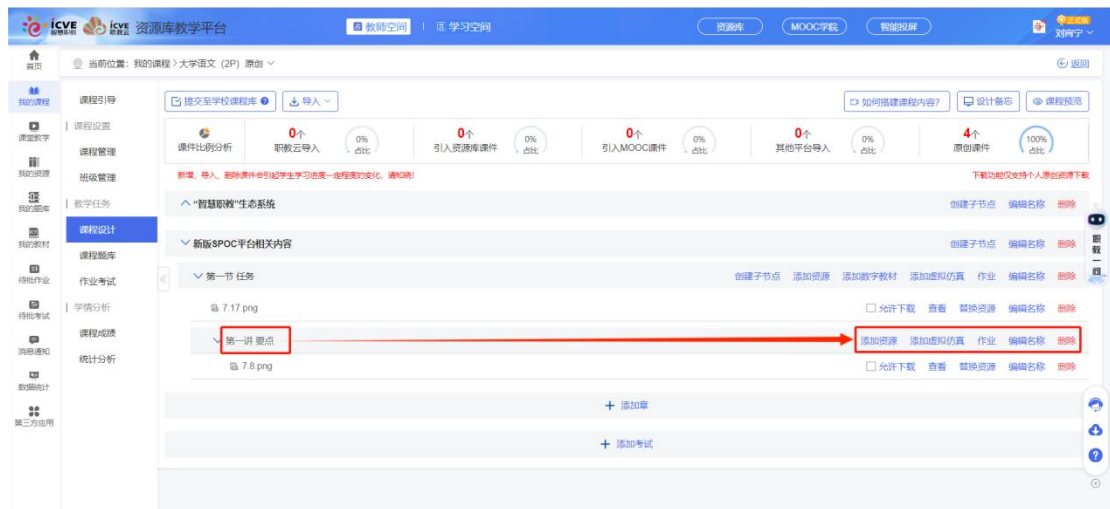 icve 智慧职教 icve 职教云 资源库教学平台 教师空间 学习空间 资源库 MOOC学院 智能投屏 正式版 刘宵宁
首页 当前位置：我的课程 > 大学语文（2P）原创 返回
我的课程 课程引导 提交至学校课程库 导入 如何搭建课程内容？ 设计备忘 课程预览
课堂教学 课程设置
课件比例分析 0个 职教云导入 0% 占比 0个 引入资源库课件 0% 占比 0个 引入MOOC课件 0% 占比 0个 其他平台导入 0% 占比 4个 原创课件 100% 占比
课程管理
我的资源 班级管理 新增、导入、删除课件会引起学生学习进度一定程度的变化，请知晓！ 下载功能仅支持个人原创资源下载
我的题库 教学任务 “智慧职教”生态系统 创建子节点 编辑名称 删除
我的教材 课程设计 新版SPOC平台相关内容 创建子节点 编辑名称 删除 职教一问
课程题库
待批作业 作业考试 第一节 任务 创建子节点 添加资源 添加数字教材 添加虚拟仿真 作业 编辑名称 删除
待批考试 学情分析 7.17.png 允许下载 查看 替换资源 编辑名称 删除
消息通知 课程成绩 第一讲 要点 添加资源 添加虚拟仿真 作业 编辑名称 删除
数据统计 统计分析 7.8.png 允许下载 查看 替换资源 编辑名称 删除
第三方应用 添加章
添加考试